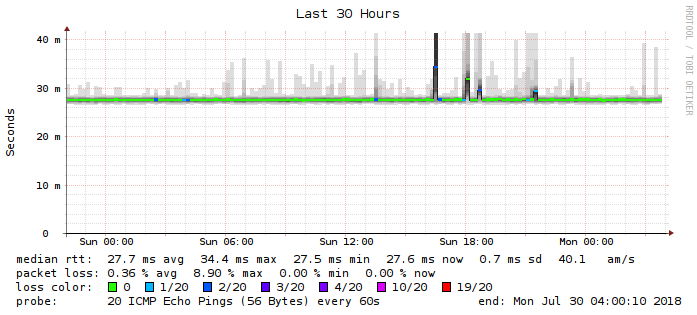 Last 30 Hours
RRDTOOL / TOBI OETIKER
Seconds
40 m
30 m
20 m
10 m
0
Sun 00:00 Sun 06:00 Sun 12:00 Sun 18:00 Mon 00:00
median rtt: 27.7 ms avg 34.4 ms max 27.5 ms min 27.6 ms now 0.7 ms sd 40.1 am/s
packet loss: 0.36 % avg 8.90 % max 0.00 % min 0.00 % now
loss color: 0 1/20 2/20 3/20 4/20 10/20 19/20
probe: 20 ICMP Echo Pings (56 Bytes) every 60s end: Mon Jul 30 04:00:10 2018